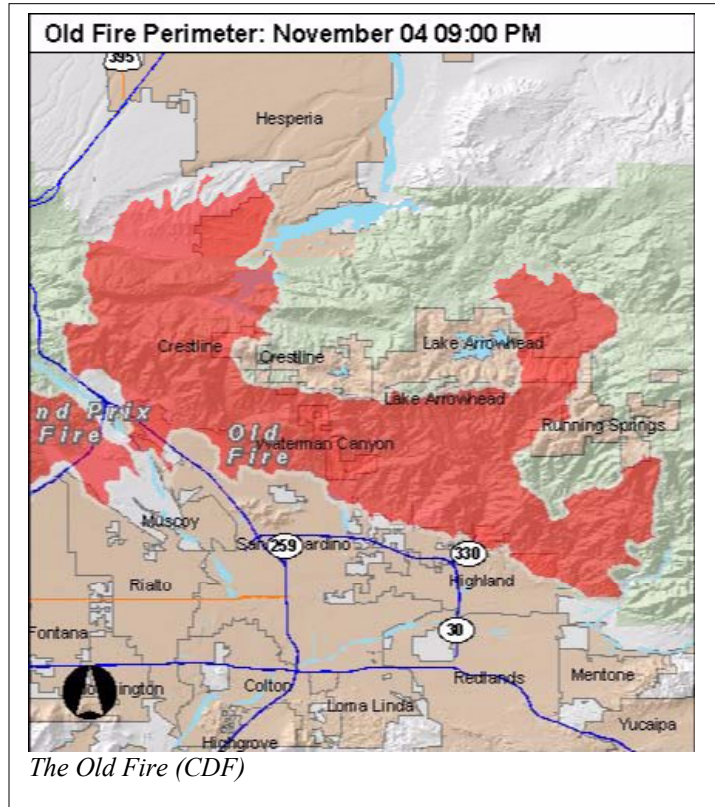 Old Fire Perimeter: November 04 09:00 PM
395
Hesperia
Crestline
Crestline
Lake Arrowhead
Lake Arrowhead
nd Prix
Fire
Old
Fire
Waterman Canyon
Running Springs
Muscoy
259
330
Highland
Rialto
30
Fontana
Colton
Redlands
Mentone
Loma Linda
Yucaipa
Highgrove
The Old Fire (CDF)